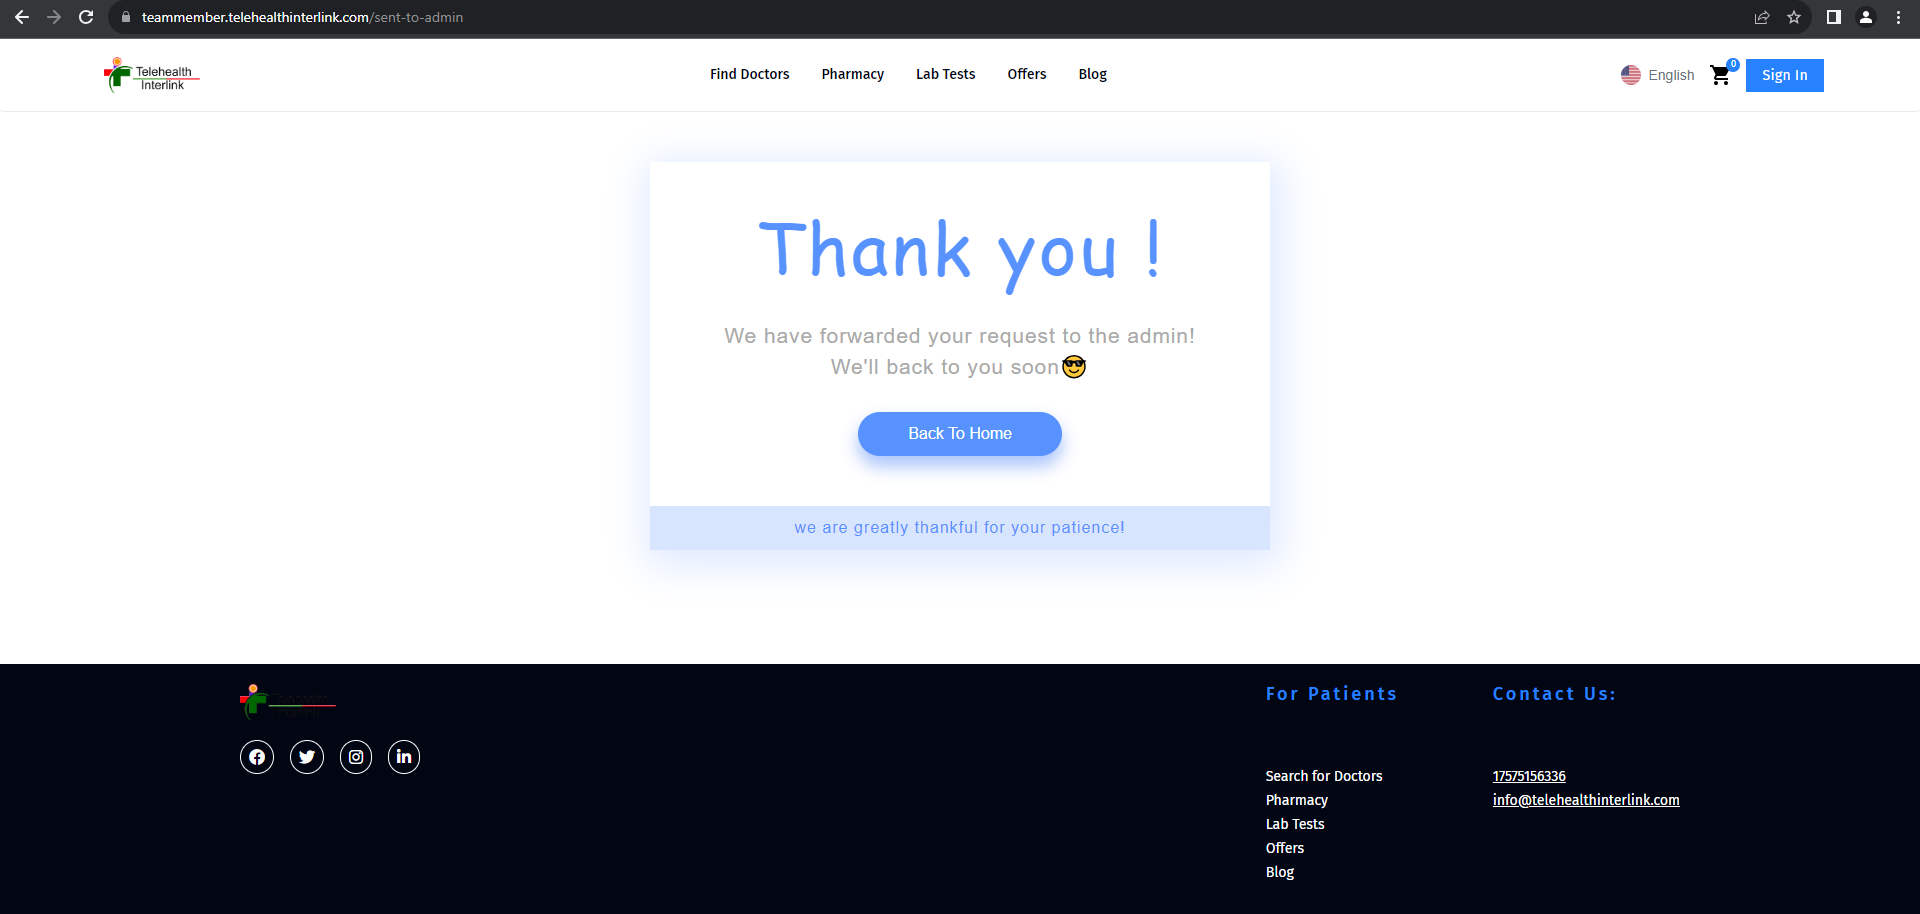 teammember.telehealthinterlink.com/sent-to-admin
Telehealth
Interlink
Find Doctors
Pharmacy
Lab Tests
Offers
Blog
English
0
Sign In
Thank you !
We have forwarded your request to the admin!
We'll back to you soon😎
Back To Home
we are greatly thankful for your patience!
For Patients
Search for Doctors
Pharmacy
Lab Tests
Offers
Blog
Contact Us:
17575156336
info@telehealthinterlink.com